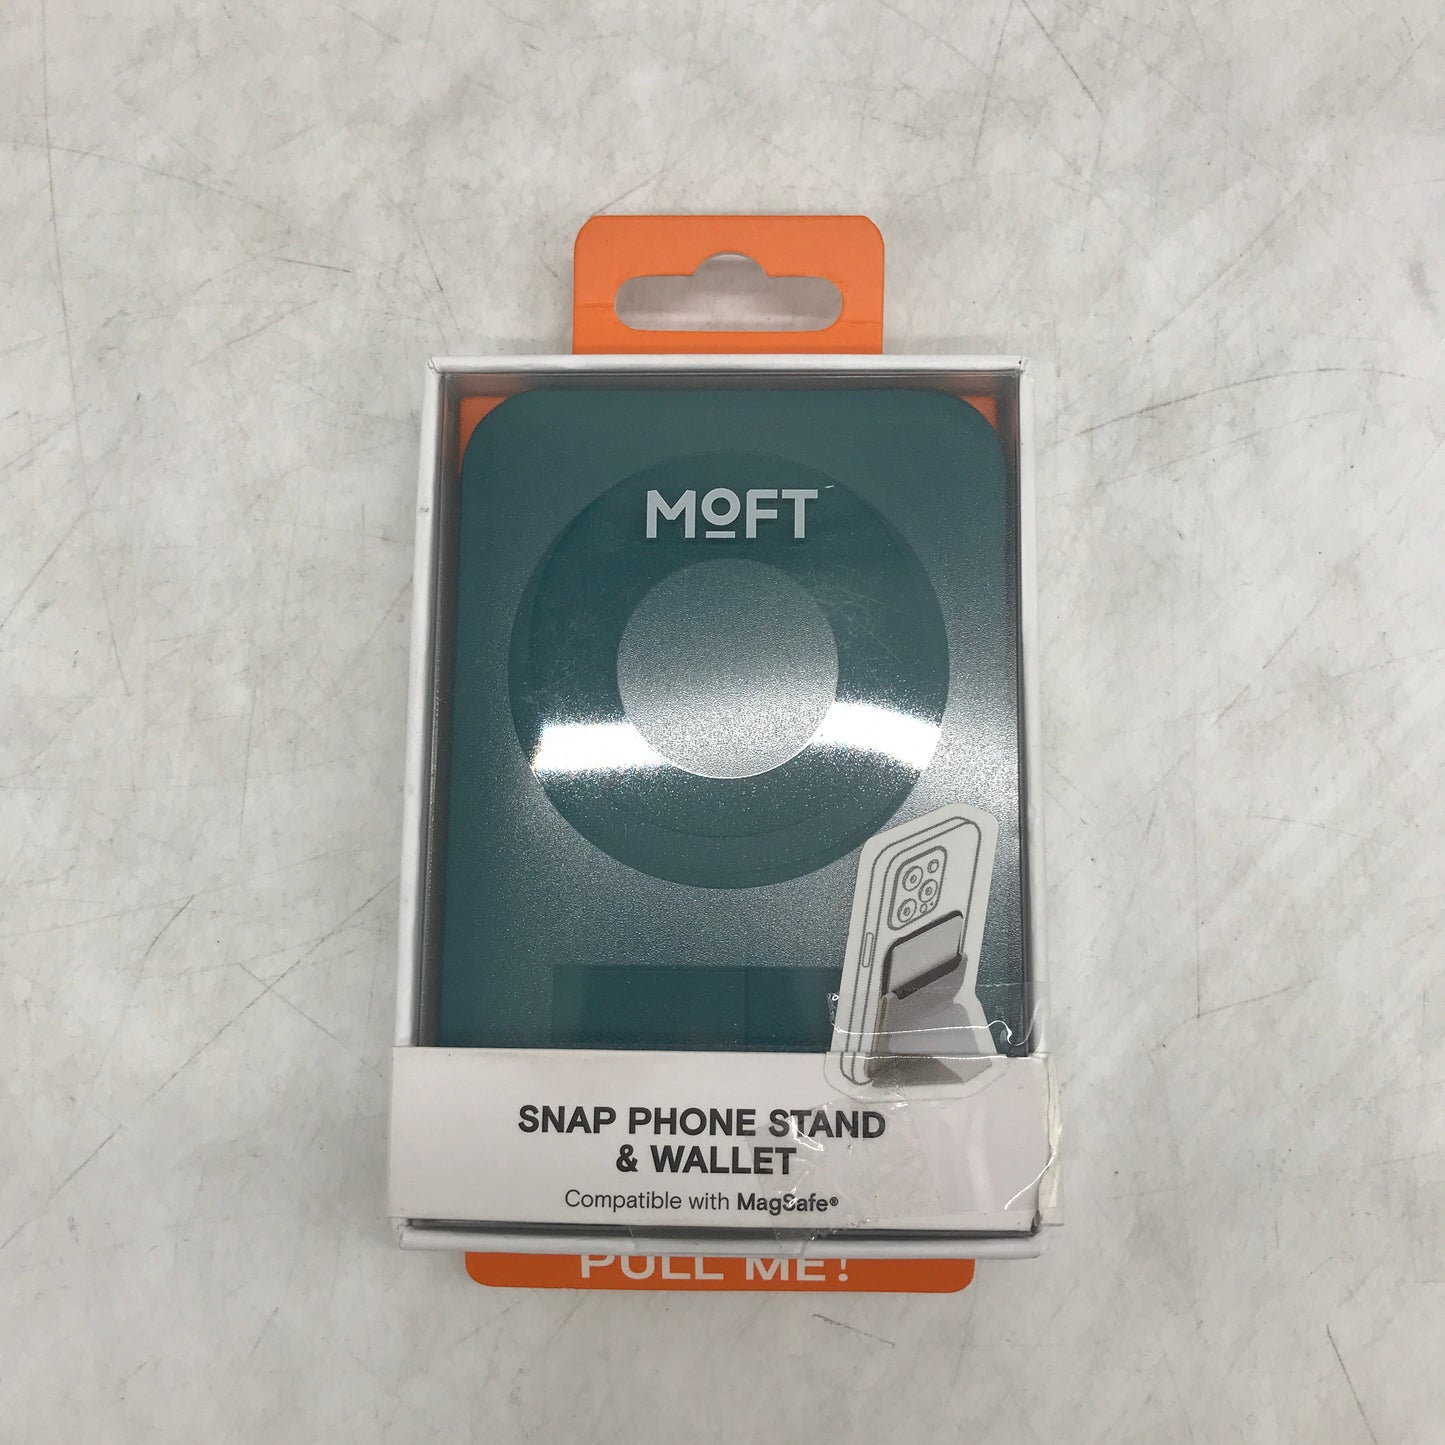 MOFT
SNAP PHONE STAND
& WALLET
Compatible with MagSafe®
PULL ME!